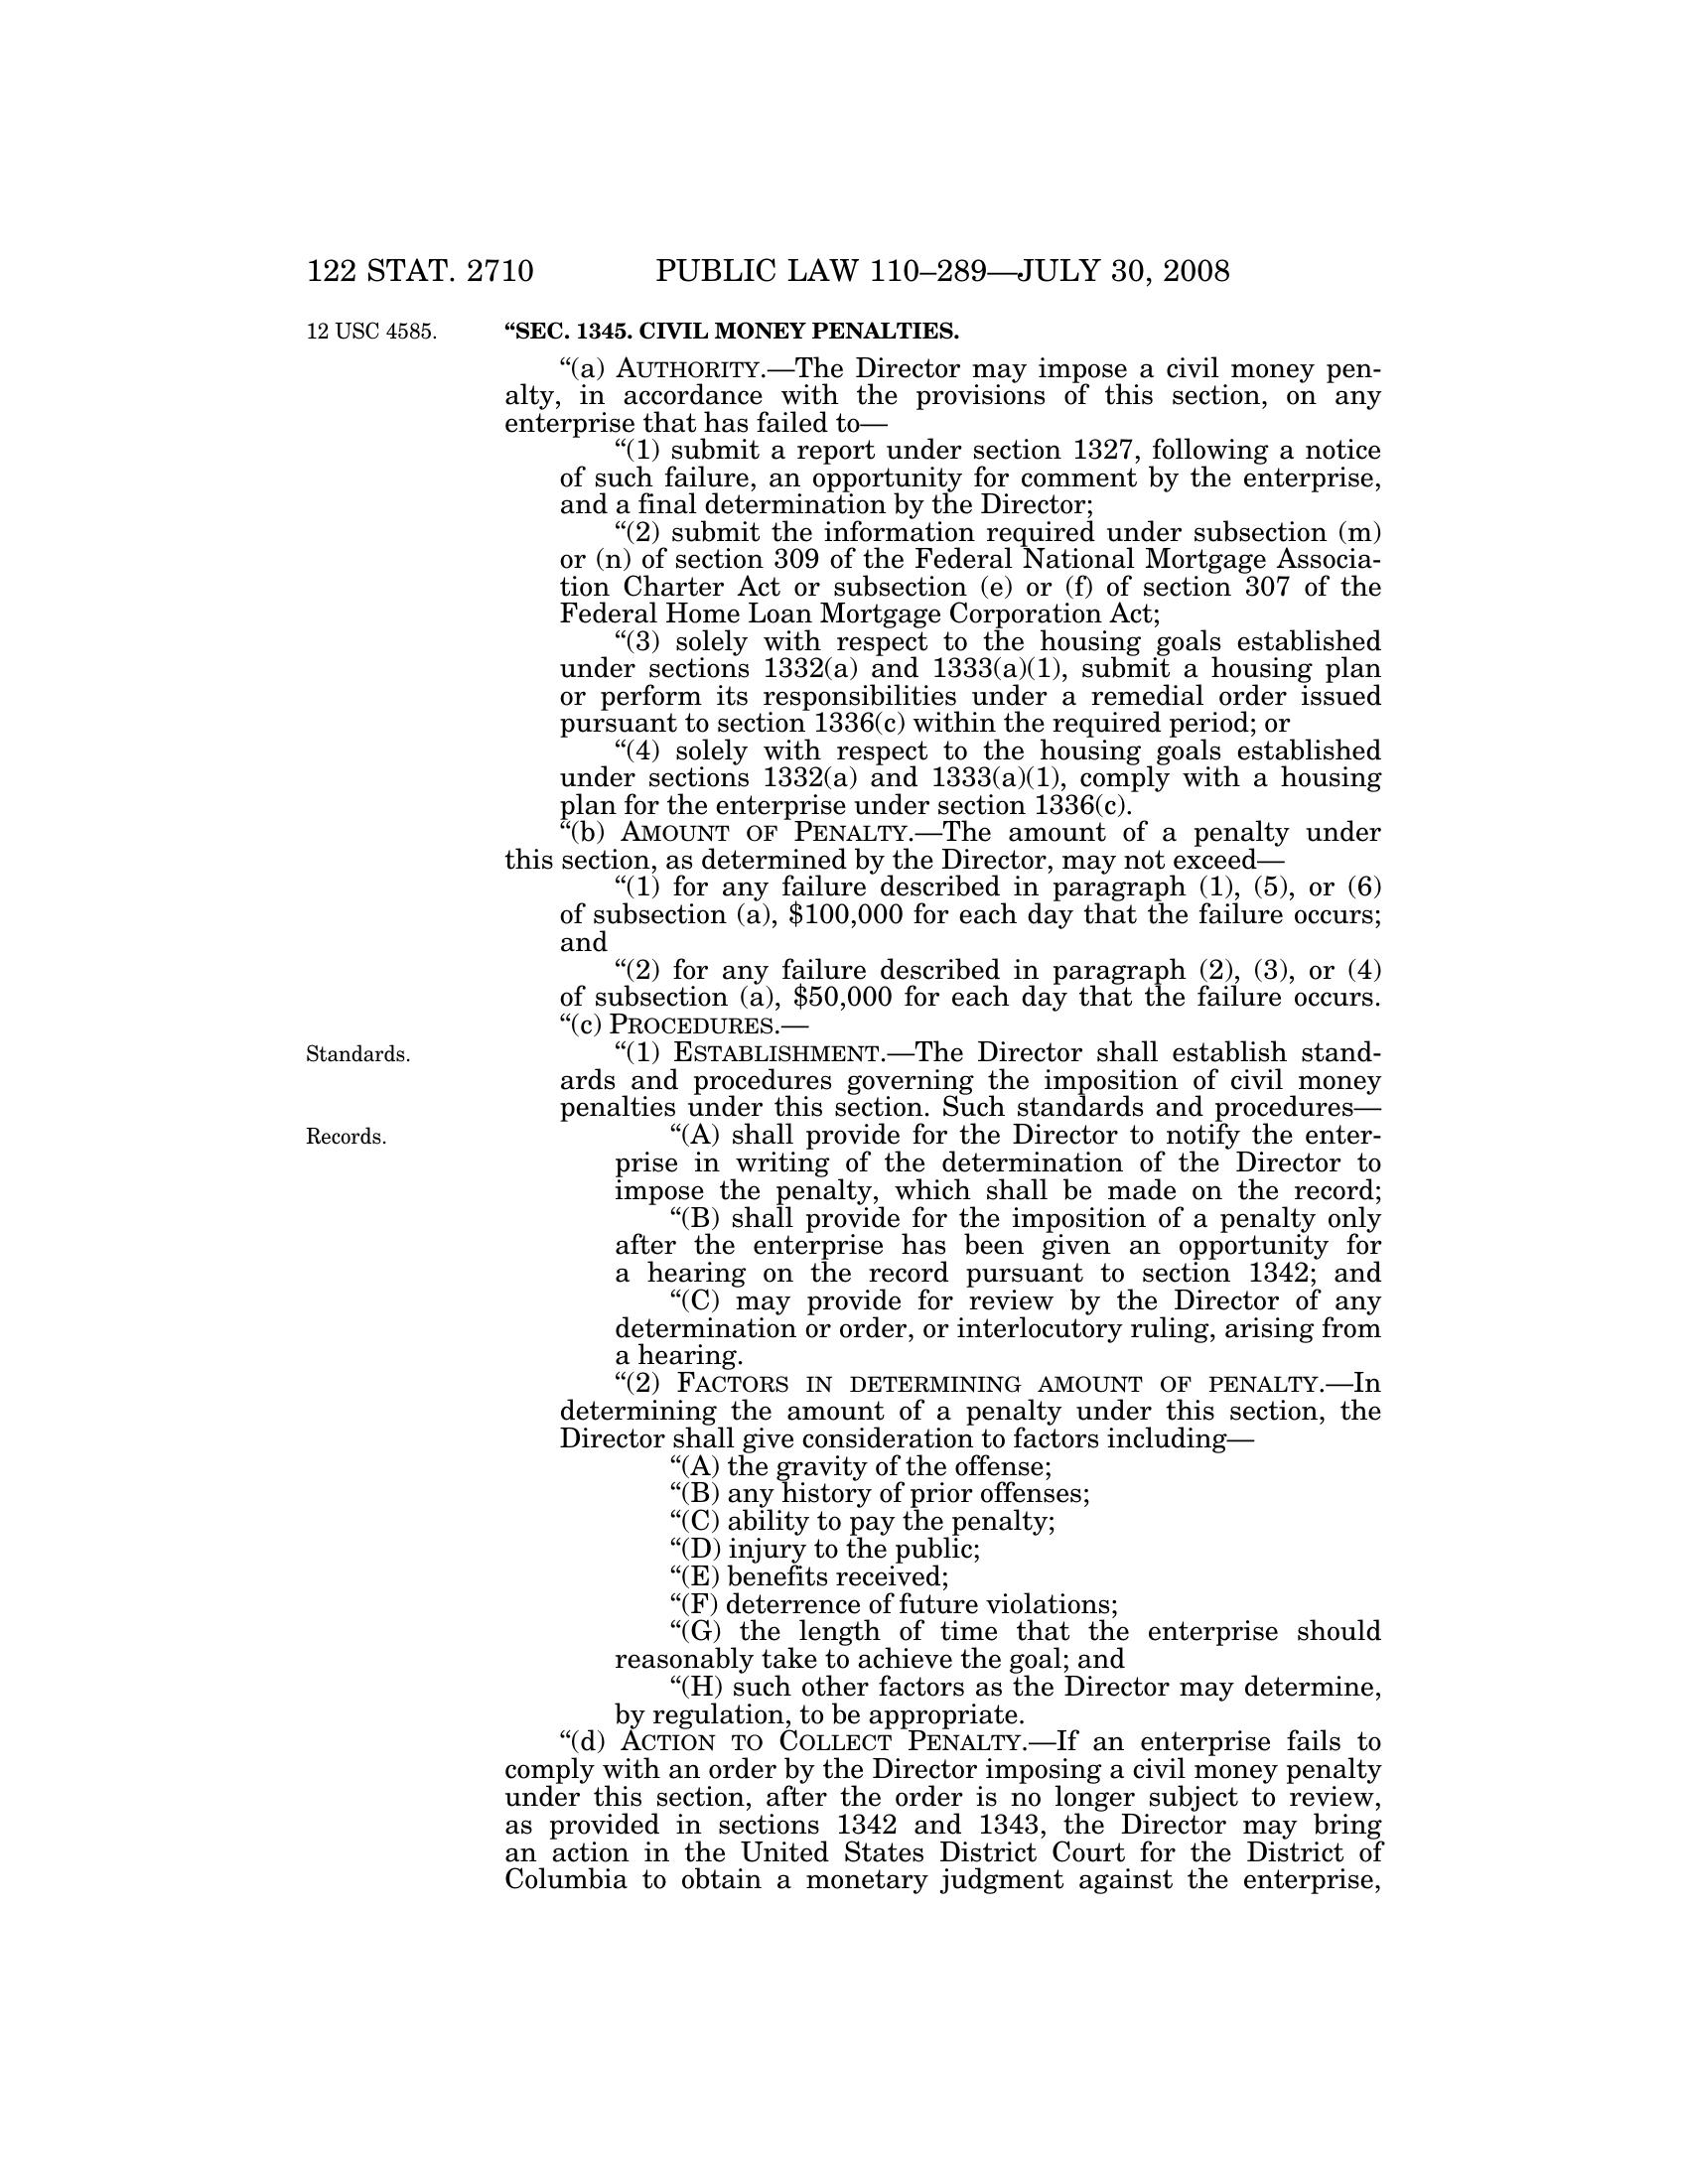 122 STAT. 2710 PUBLIC LAW 110–289—JULY 30, 2008
12 USC 4585.
“SEC. 1345. CIVIL MONEY PENALTIES.
“(a) AUTHORITY.—The Director may impose a civil money pen-
alty, in accordance with the provisions of this section, on any
enterprise that has failed to—
“(1) submit a report under section 1327, following a notice
of such failure, an opportunity for comment by the enterprise,
and a final determination by the Director;
“(2) submit the information required under subsection (m)
or (n) of section 309 of the Federal National Mortgage Associa-
tion Charter Act or subsection (e) or (f) of section 307 of the
Federal Home Loan Mortgage Corporation Act;
“(3) solely with respect to the housing goals established
under sections 1332(a) and 1333(a)(1), submit a housing plan
or perform its responsibilities under a remedial order issued
pursuant to section 1336(c) within the required period; or
“(4) solely with respect to the housing goals established
under sections 1332(a) and 1333(a)(1), comply with a housing
plan for the enterprise under section 1336(c).
“(b) AMOUNT OF PENALTY.—The amount of a penalty under
this section, as determined by the Director, may not exceed—
“(1) for any failure described in paragraph (1), (5), or (6)
of subsection (a), $100,000 for each day that the failure occurs;
and
“(2) for any failure described in paragraph (2), (3), or (4)
of subsection (a), $50,000 for each day that the failure occurs.
“(c) PROCEDURES.—
Standards.
“(1) ESTABLISHMENT.—The Director shall establish stand-
ards and procedures governing the imposition of civil money
penalties under this section. Such standards and procedures—
Records.
“(A) shall provide for the Director to notify the enter-
prise in writing of the determination of the Director to
impose the penalty, which shall be made on the record;
“(B) shall provide for the imposition of a penalty only
after the enterprise has been given an opportunity for
a hearing on the record pursuant to section 1342; and
“(C) may provide for review by the Director of any
determination or order, or interlocutory ruling, arising from
a hearing.
“(2) FACTORS IN DETERMINING AMOUNT OF PENALTY.—In
determining the amount of a penalty under this section, the
Director shall give consideration to factors including—
“(A) the gravity of the offense;
“(B) any history of prior offenses;
“(C) ability to pay the penalty;
“(D) injury to the public;
“(E) benefits received;
“(F) deterrence of future violations;
“(G) the length of time that the enterprise should
reasonably take to achieve the goal; and
“(H) such other factors as the Director may determine,
by regulation, to be appropriate.
“(d) ACTION TO COLLECT PENALTY.—If an enterprise fails to
comply with an order by the Director imposing a civil money penalty
under this section, after the order is no longer subject to review,
as provided in sections 1342 and 1343, the Director may bring
an action in the United States District Court for the District of
Columbia to obtain a monetary judgment against the enterprise,